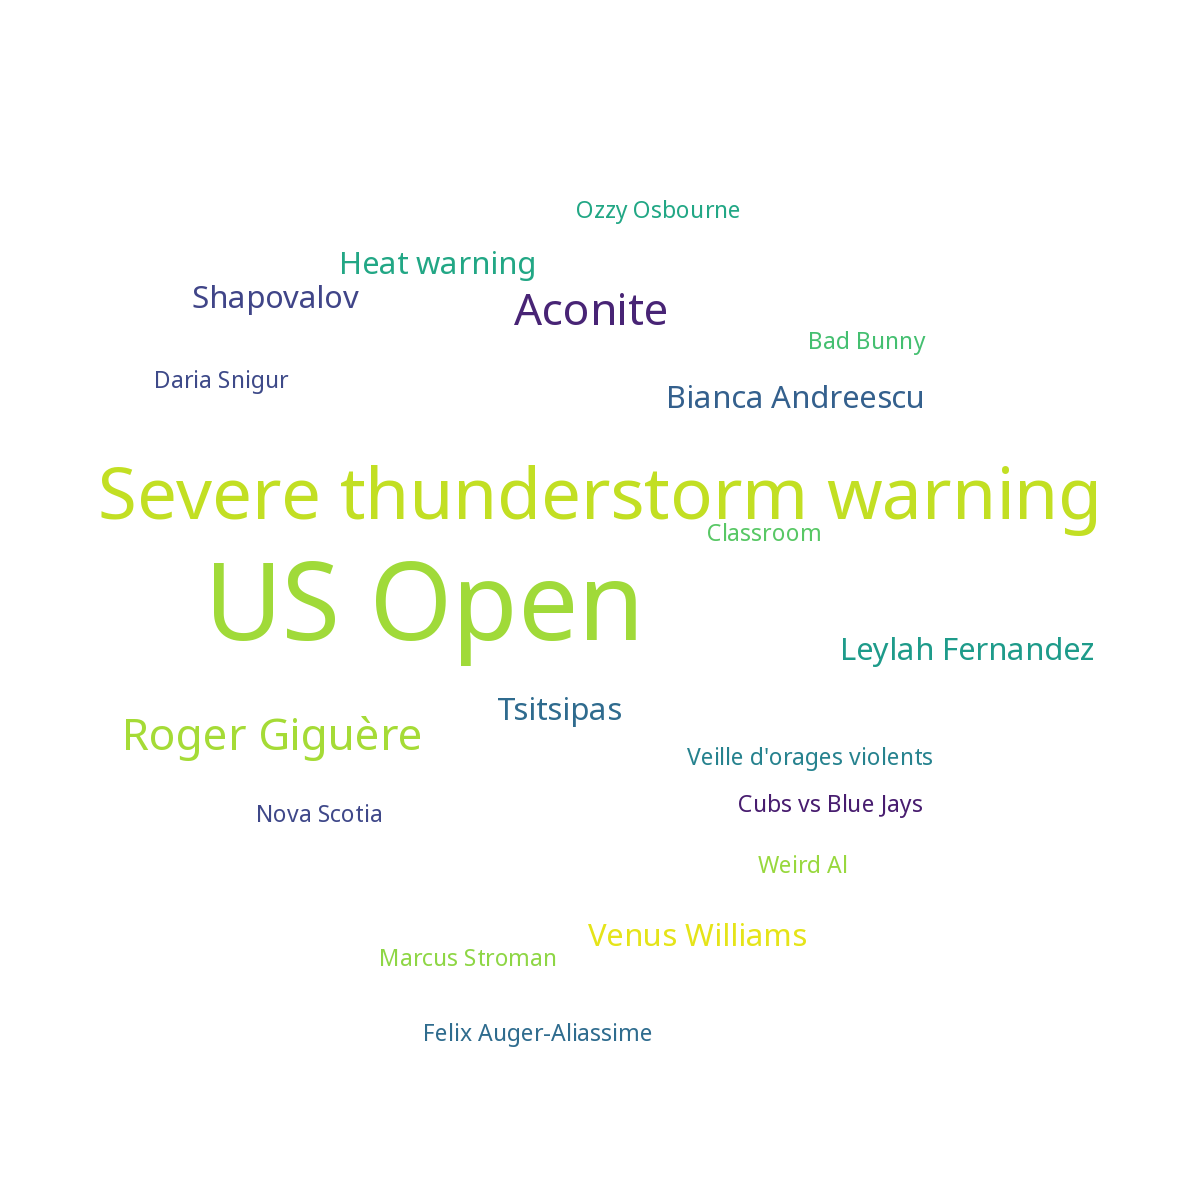 Ozzy Osbourne
Heat warning
Shapovalov
Aconite
Bad Bunny
Daria Snigur
Bianca Andreescu
Severe thunderstorm warning
Classroom
US Open
Leylah Fernandez
Tsitsipas
Roger Giguère
Veille d'orages violents
Cubs vs Blue Jays
Nova Scotia
Weird Al
Venus Williams
Marcus Stroman
Felix Auger-Aliassime